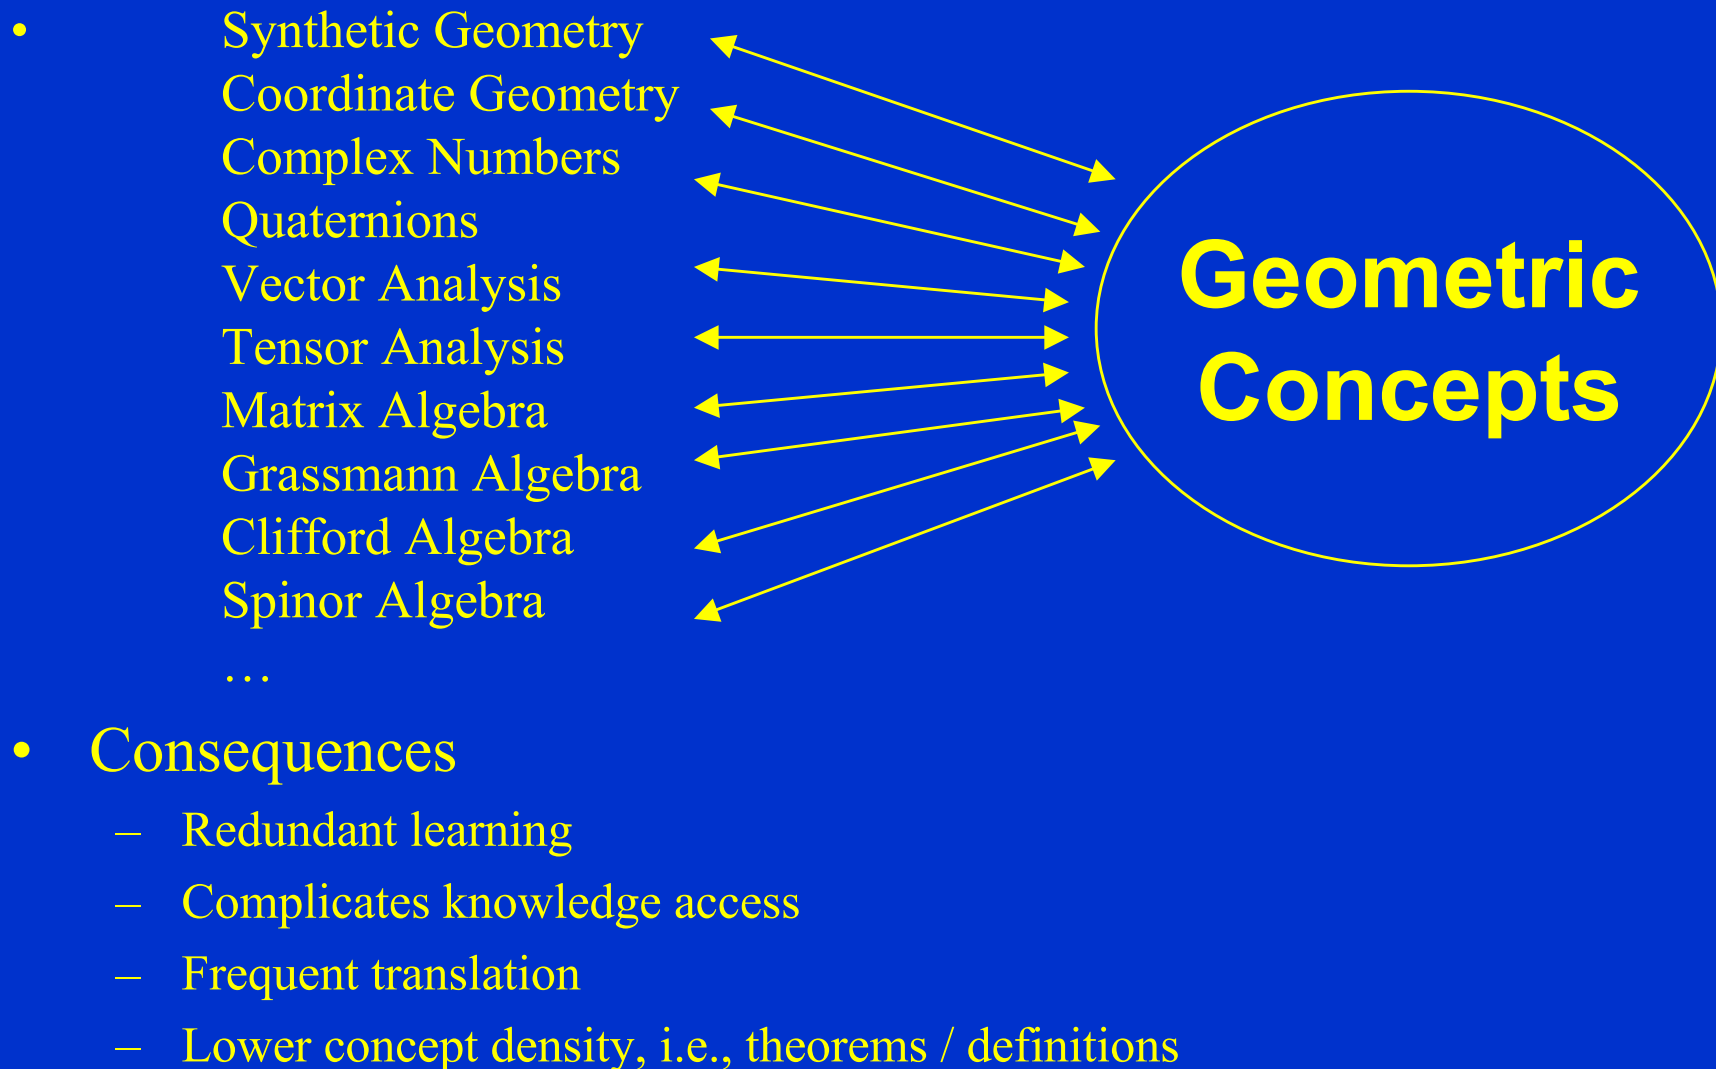 • Synthetic Geometry
Coordinate Geometry
Complex Numbers
Quaternions
Vector Analysis
Tensor Analysis
Matrix Algebra
Grassmann Algebra
Clifford Algebra
Spinor Algebra
…
Geometric
Concepts
• Consequences
– Redundant learning
– Complicates knowledge access
– Frequent translation
– Lower concept density, i.e., theorems / definitions